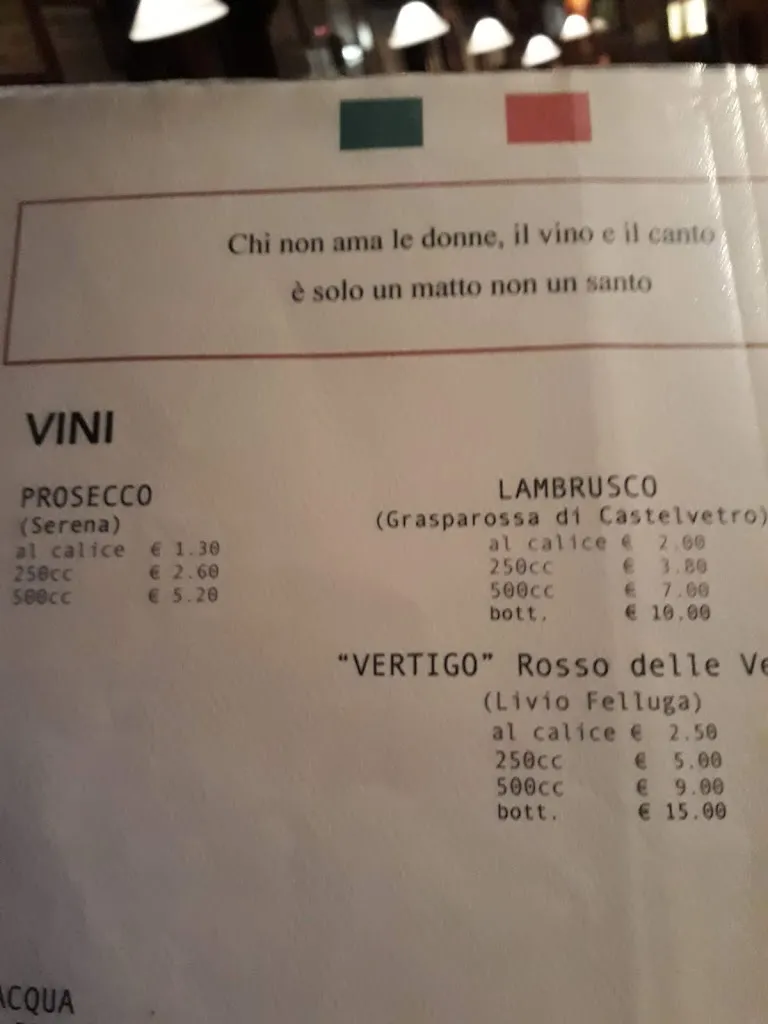 Chi non ama le donne, il vino e il canto
è solo un matto non un santo
VINI
PROSECCO
(Serena)
al calice € 1.30
250cc € 2.60
500cc € 5.20
LAMBRUSCO
(Grasparossa di Castelvetro)
al calice € 2.00
250cc € 3.80
500cc € 7.00
bott. € 10.00
"VERTIGO" Rosso delle Ve
(Livio Felluga)
al calice € 2.50
250cc € 5.00
500cc € 9.00
bott. € 15.00
ACQUA